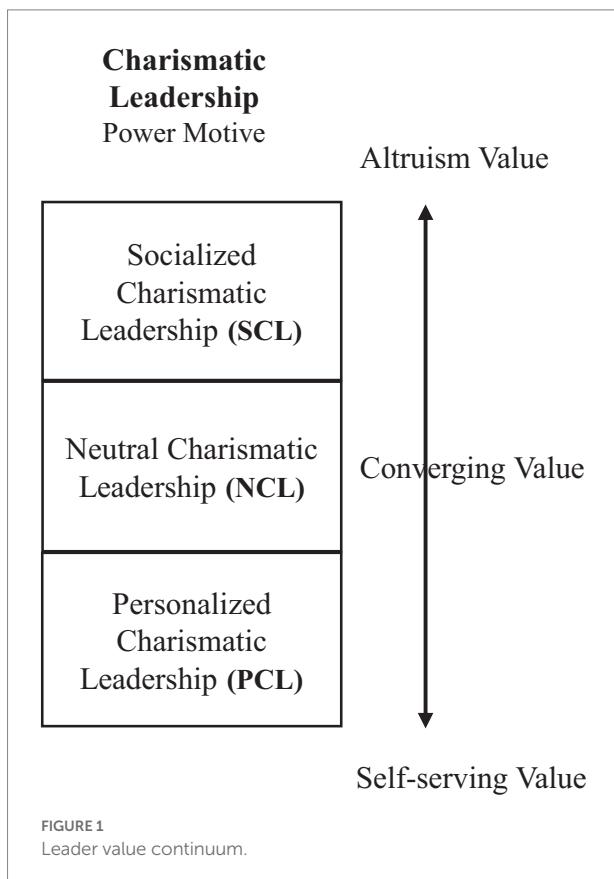 Charismatic
Leadership
Power Motive
Altruism Value
Socialized
Charismatic
Leadership (SCL)
Neutral Charismatic
Leadership (NCL)
Converging Value
Personalized
Charismatic
Leadership (PCL)
Self-serving Value
FIGURE 1
Leader value continuum.